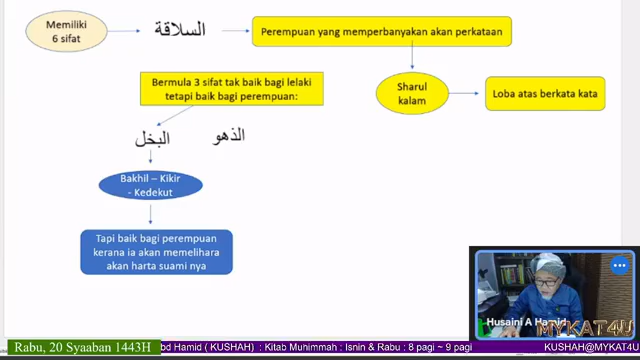 Memiliki
6 sifat
السلاقة
Perempuan yang memperbanyakan akan perkataan
Bermula 3 sifat tak baik bagi lelaki
tetapi baik bagi perempuan:
Sharul
kalam
Loba atas berkata kata
البخل
الذهو
Bakhil – Kikir
- Kedekut
Tapi baik bagi perempuan
kerana ia akan memelihara
akan harta suami nya
Husaini A Hamid
MYKAT4U
Rabu, 20 Syaaban 1443H
bd Hamid ( KUSHAH) : Kitab Muhimmah : Isnin & Rabu : 8 pagi ~ 9 pagi
KUSHAH@MYKAT4U